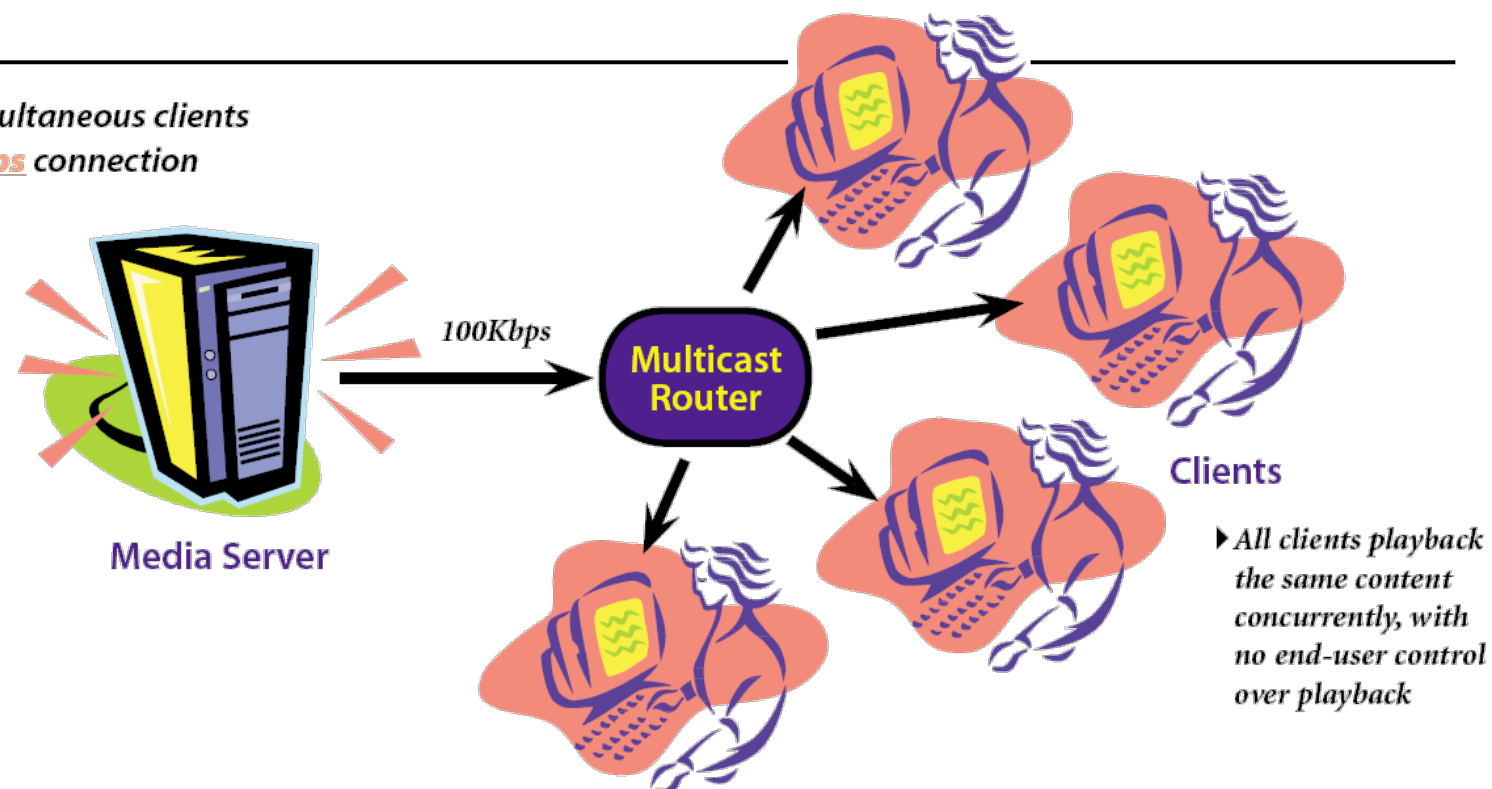 simultaneous clients
connection
100Kbps
Multicast
Router
Media Server
Clients
All clients playback
the same content
concurrently, with
no end-user control
over playback